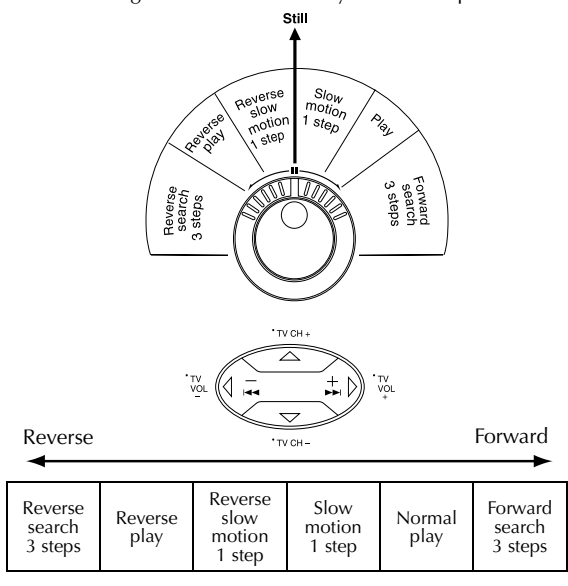 Still
Reverse
search
3 steps
Reverse
play
Reverse
slow
motion
1 step
Slow
motion
1 step
Play
Forward
search
3 steps
*TV CH +
*TV
VOL
–
*TV
VOL
+
*TV CH –
Reverse
Forward
Reverse
search
3 steps
Reverse
play
Reverse
slow
motion
1 step
Slow
motion
1 step
Normal
play
Forward
search
3 steps